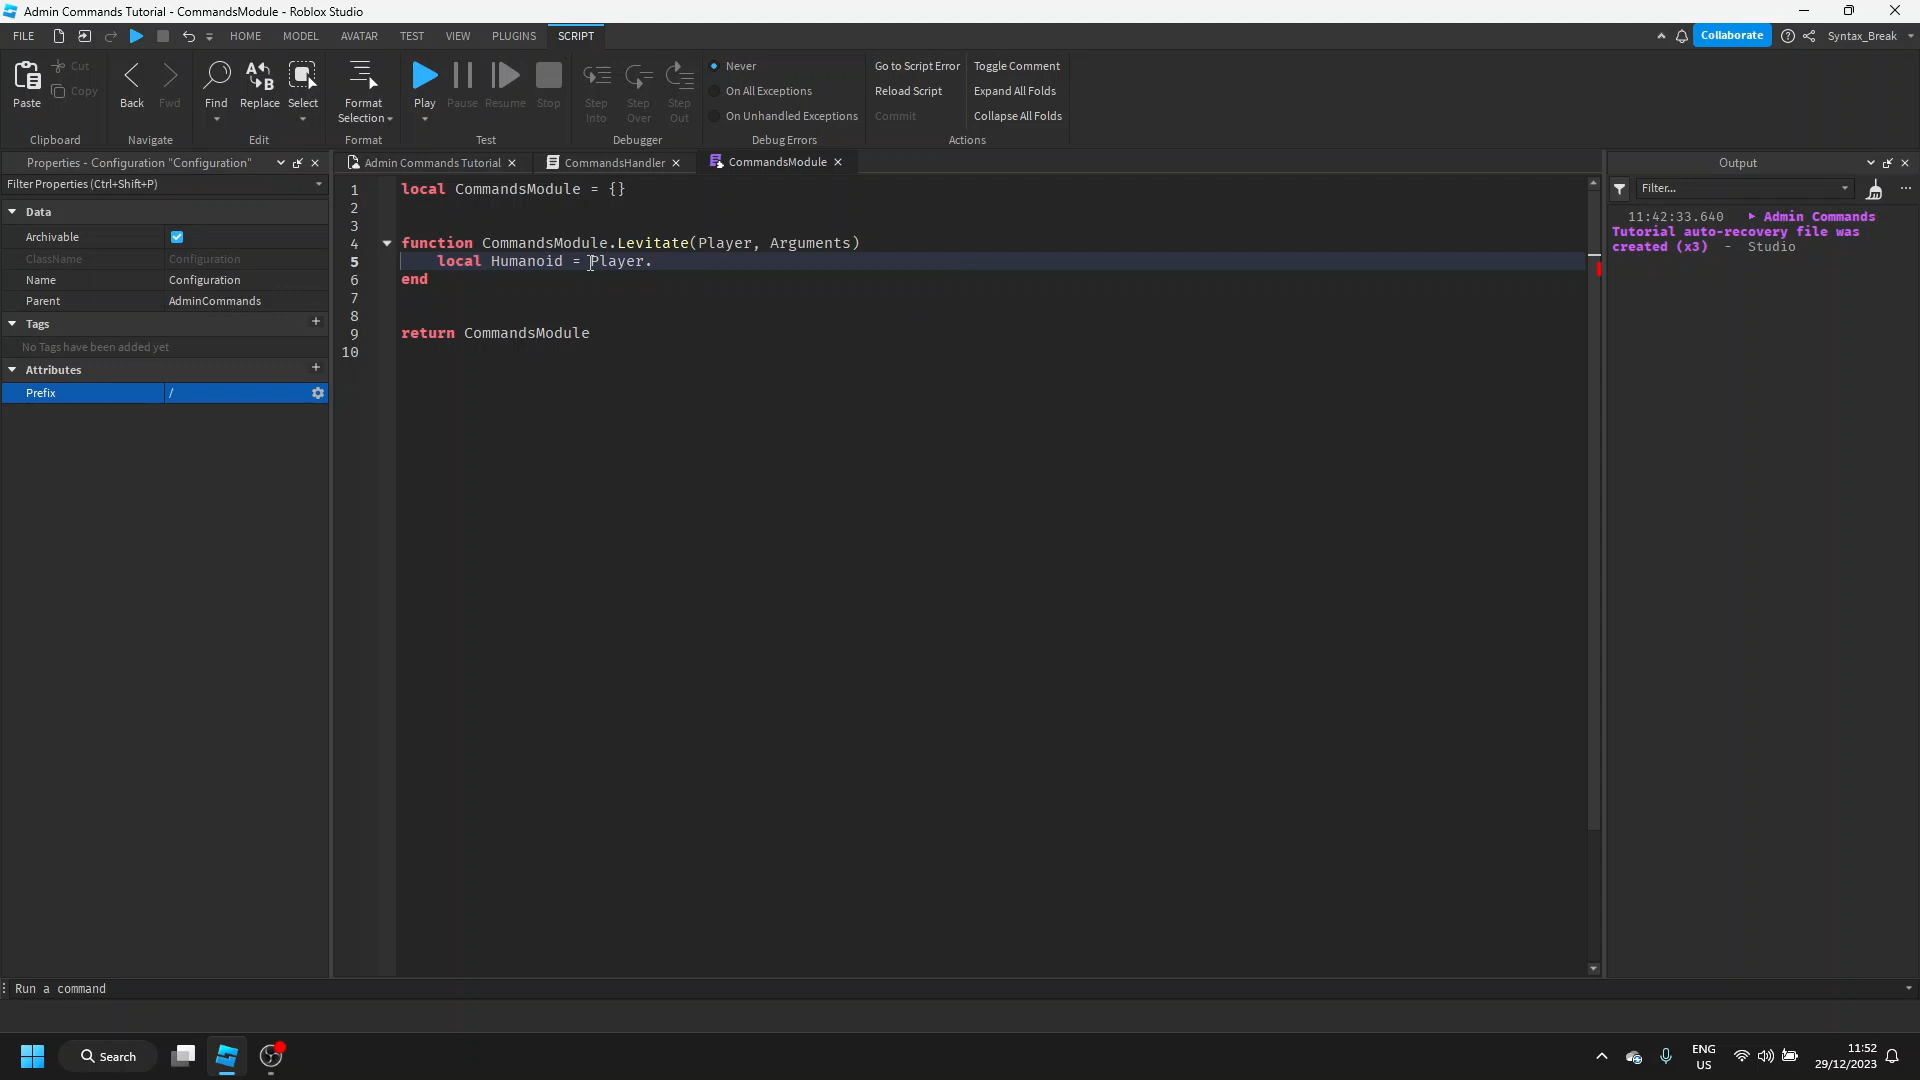 Admin Commands Tutorial - CommandsModule - Roblox Studio
FILE HOME MODEL AVATAR TEST VIEW PLUGINS SCRIPT Collaborate Syntax_Break
Paste Cut Copy
Clipboard
Back Fwd
Navigate
Find Replace Select
Edit
Format Selection
Format
Play Pause Resume Stop
Test
Step Into Step Over Step Out
Debugger
Never
On All Exceptions
On Unhandled Exceptions
Debug Errors
Go to Script Error Toggle Comment
Reload Script Expand All Folds
Commit Collapse All Folds
Actions
Properties - Configuration "Configuration"
Filter Properties (Ctrl+Shift+P)
Data
Archivable
ClassName Configuration
Name Configuration
Parent AdminCommands
Tags +
No Tags have been added yet
Attributes +
Prefix /
Admin Commands Tutorial CommandsHandler CommandsModule
1 local CommandsModule = {}
2
3
4 function CommandsModule.Levitate(Player, Arguments)
5 local Humanoid = Player.
6 end
7
8
9 return CommandsModule
10
Output
Filter...
11:42:33.640 Admin Commands
Tutorial auto-recovery file was
created (x3) - Studio
Run a command
Search
ENG
US
11:52
29/12/2023